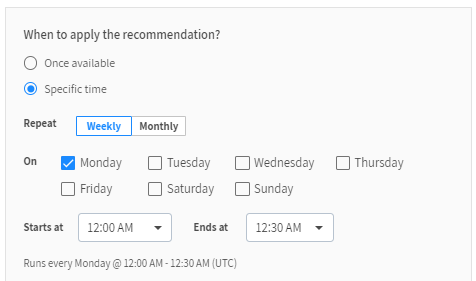 When to apply the recommendation?
Once available
Specific time
Repeat Weekly Monthly
On Monday Tuesday Wednesday Thursday
Friday Saturday Sunday
Starts at 12:00 AM Ends at 12:30 AM
Runs every Monday @ 12:00 AM - 12:30 AM (UTC)